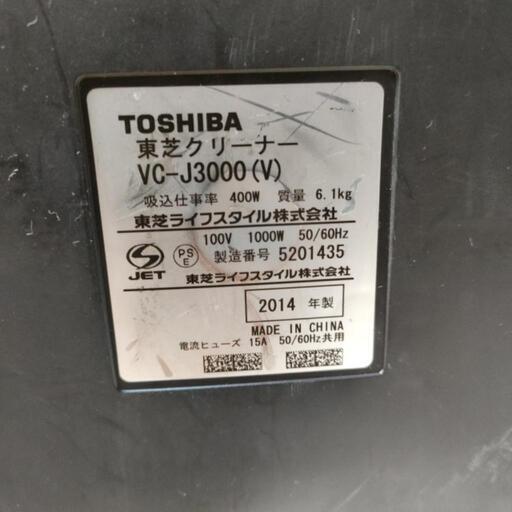 TOSHIBA
東芝クリーナー
VC-J3000(V)
吸込仕事率 400W 質量 6.1kg
東芝ライフスタイル株式会社
100V 1000W 50/60Hz
製造番号 5201435
S JET PS E
東芝ライフスタイル株式会社
2014 年製
MADE IN CHINA
電流ヒューズ 15A 50/60Hz共用